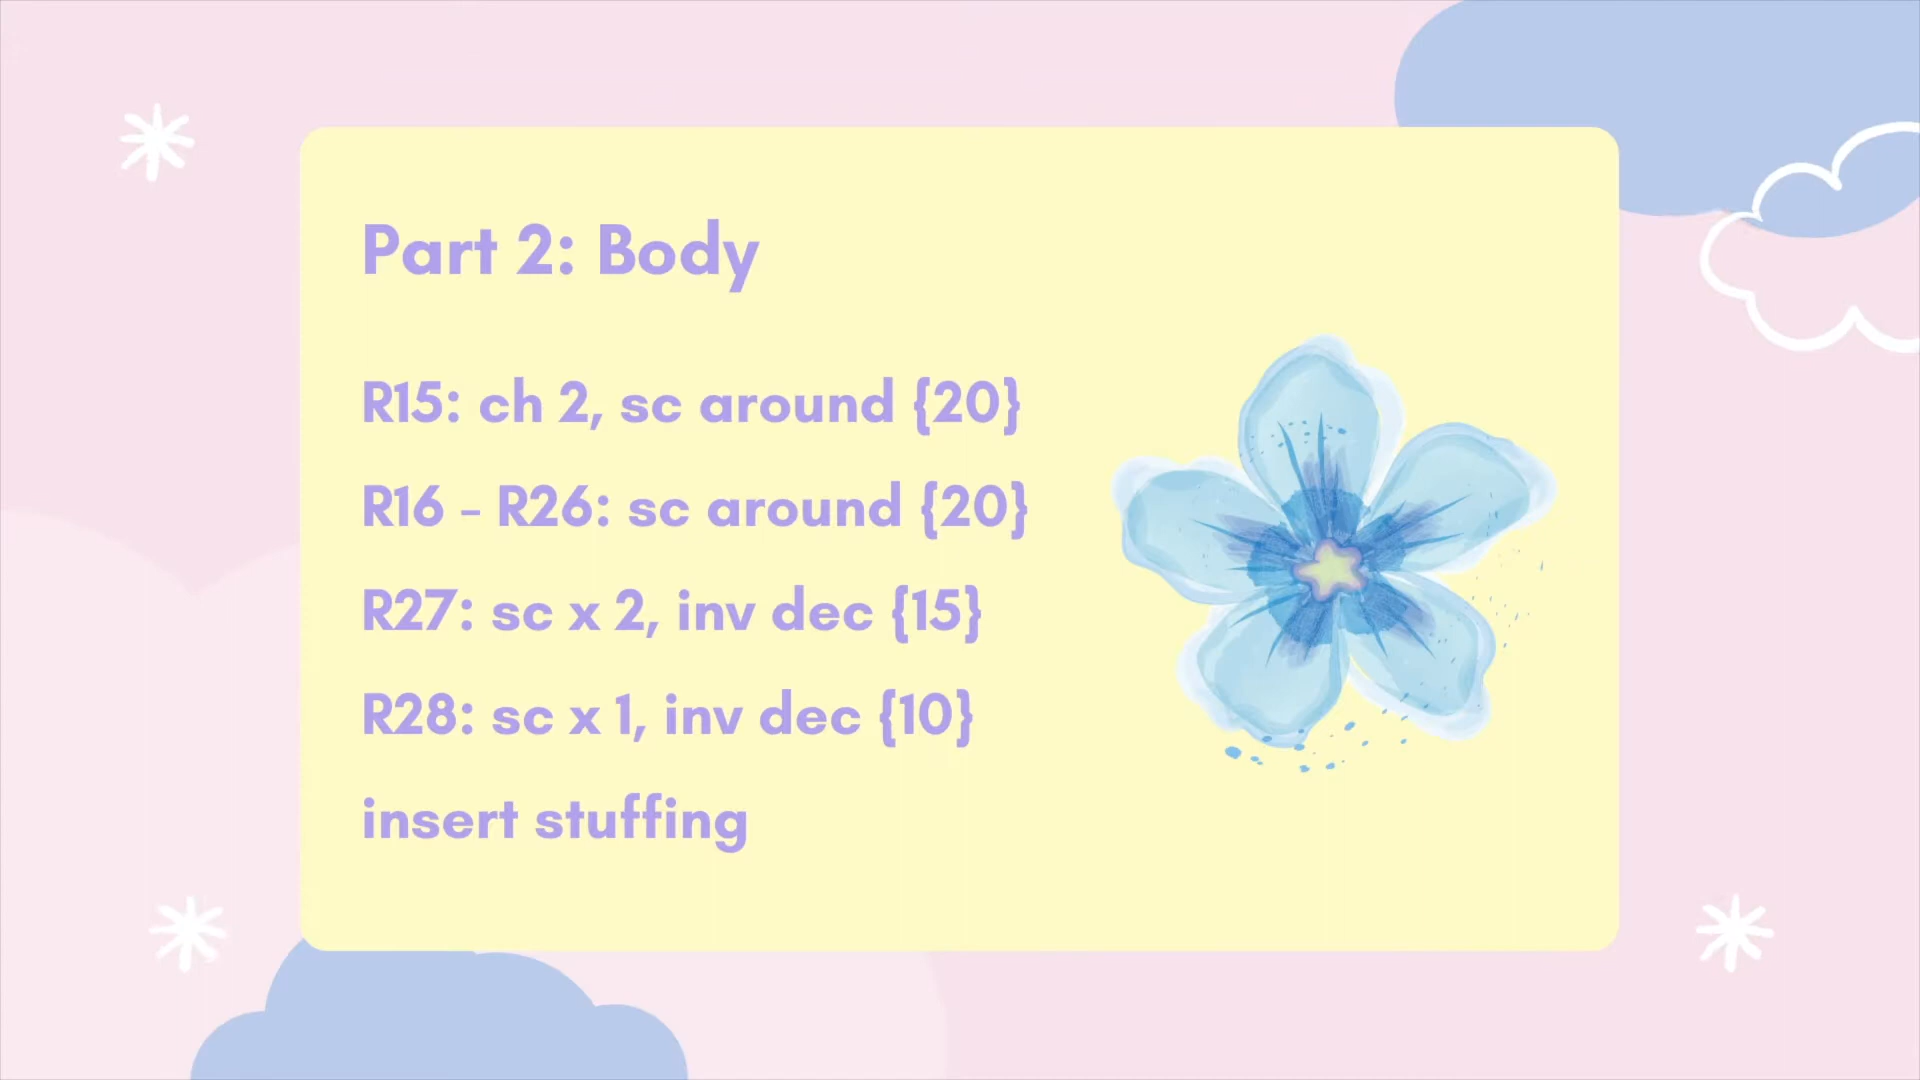 Part 2: Body
R15: ch 2, sc around {20}
R16 - R26: sc around {20}
R27: sc x 2, inv dec {15}
R28: sc x 1, inv dec {10}
insert stuffing